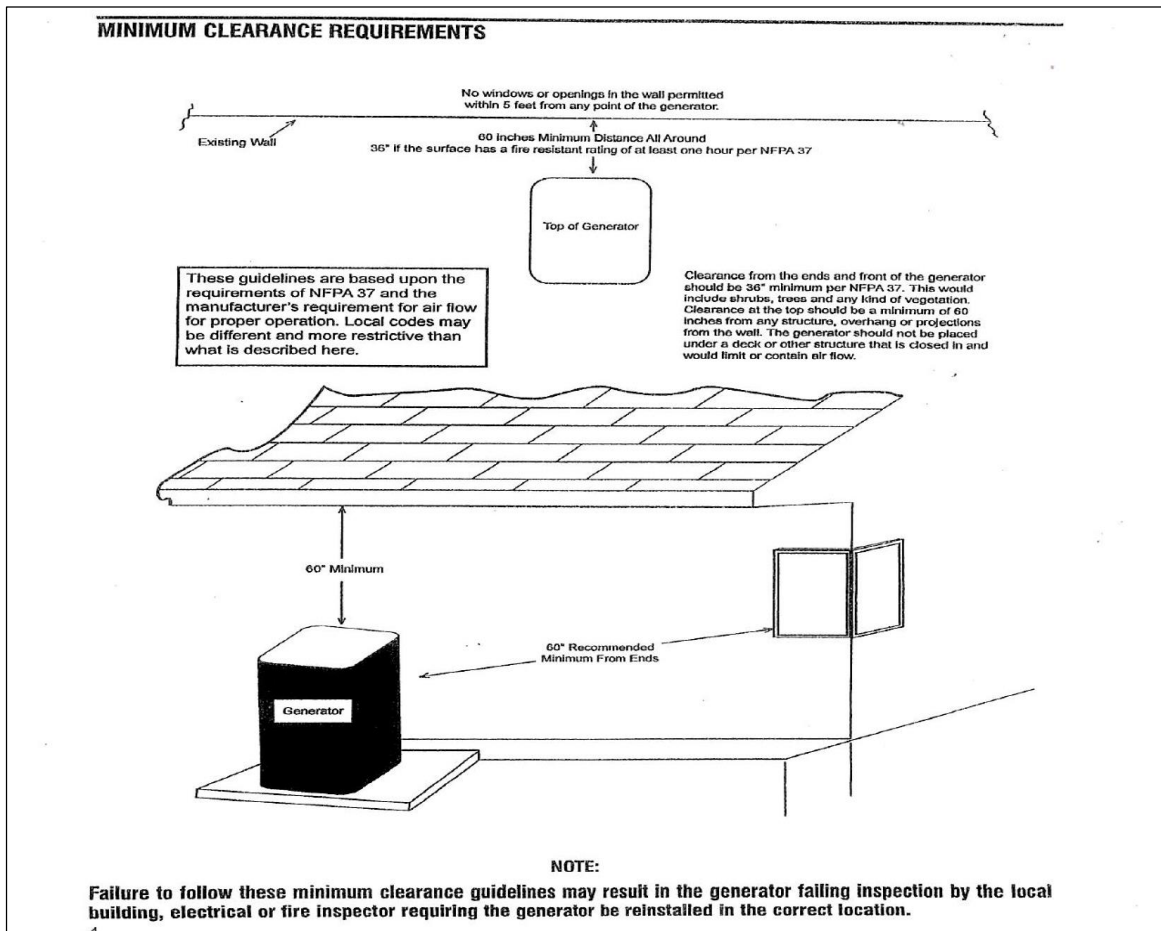 MINIMUM CLEARANCE REQUIREMENTS
No windows or openings in the wall permitted
within 5 feet from any point of the generator.
Existing Wall
60 inches Minimum Distance All Around
36" if the surface has a fire resistant rating of at least one hour per NFPA 37
Top of Generator
These guidelines are based upon the
requirements of NFPA 37 and the
manufacturer's requirement for air flow
for proper operation. Local codes may
be different and more restrictive than
what is described here.
Clearance from the ends and front of the generator
should be 36" minimum per NFPA 37. This would
include shrubs, trees and any kind of vegetation.
Clearance at the top should be a minimum of 60
inches from any structure, overhang or projections
from the wall. The generator should not be placed
under a deck or other structure that is closed in and
would limit or contain air flow.
60" Minimum
60" Recommended
Minimum From Ends
Generator
NOTE:
Failure to follow these minimum clearance guidelines may result in the generator failing inspection by the local
building, electrical or fire inspector requiring the generator be reinstalled in the correct location.